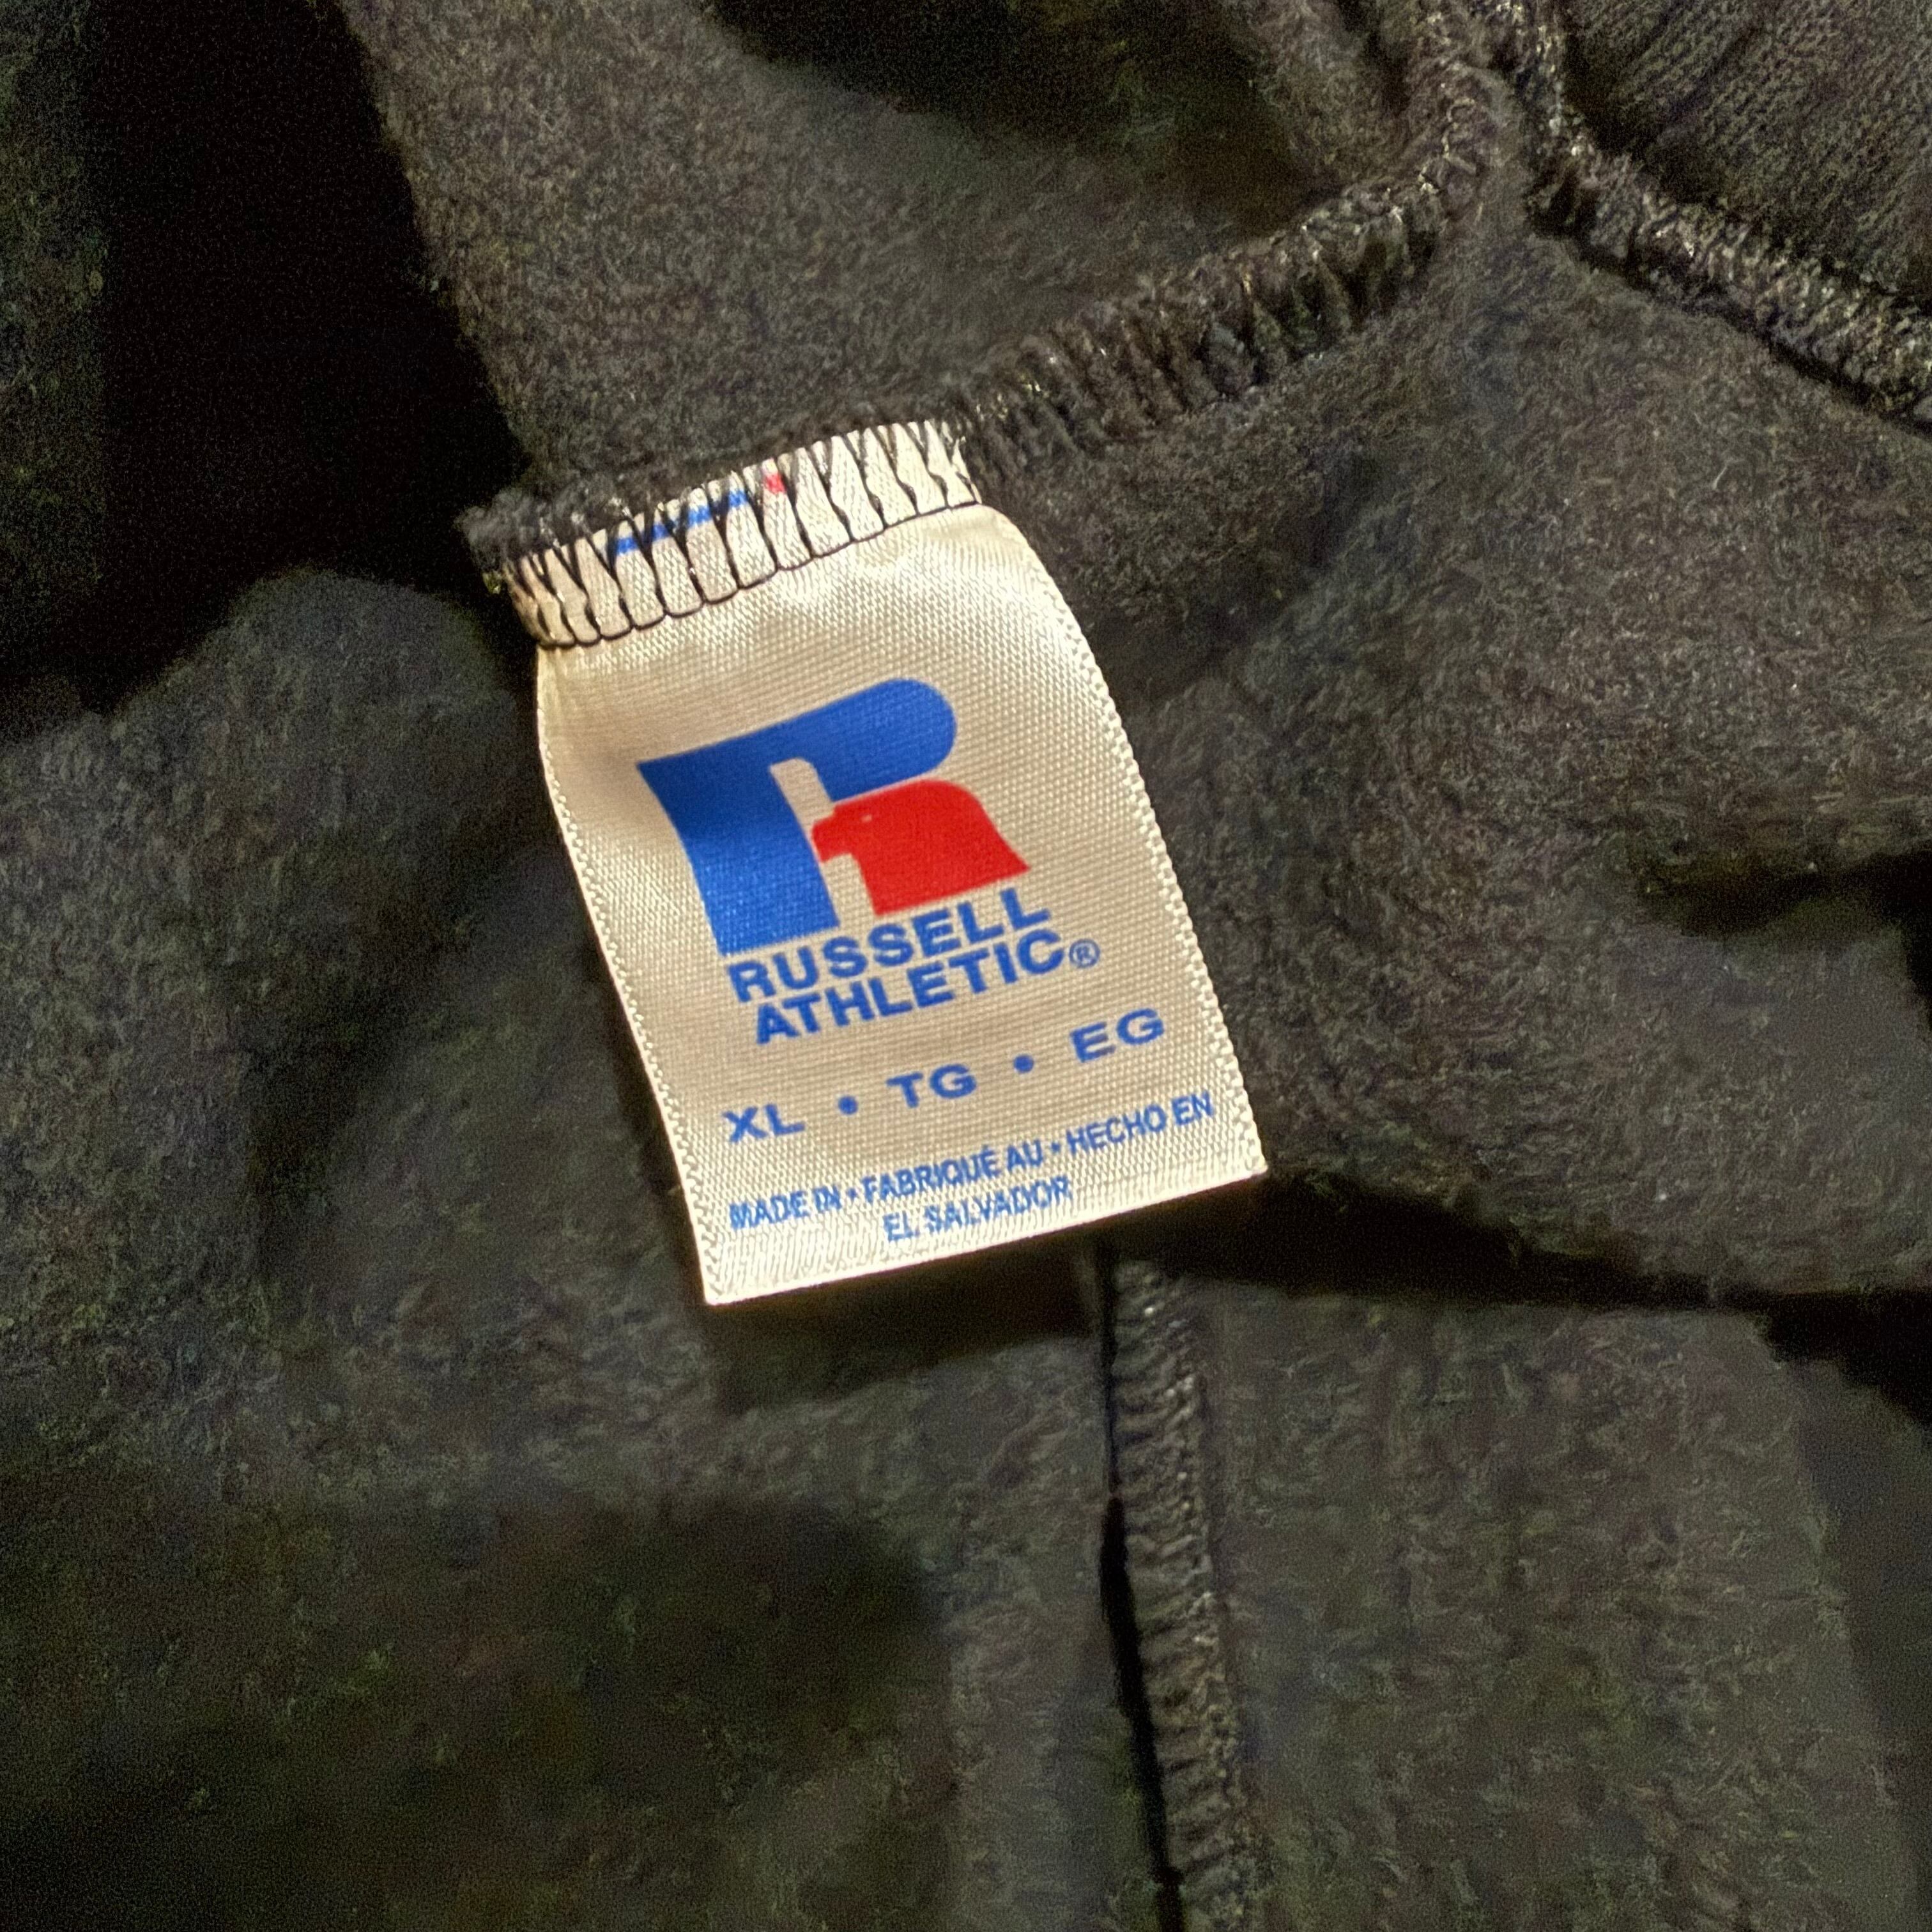 RUSSELL
ATHLETIC®
XL • TG • EG
MADE IN • FABRIQUÉ AU • HECHO EN
EL SALVADOR